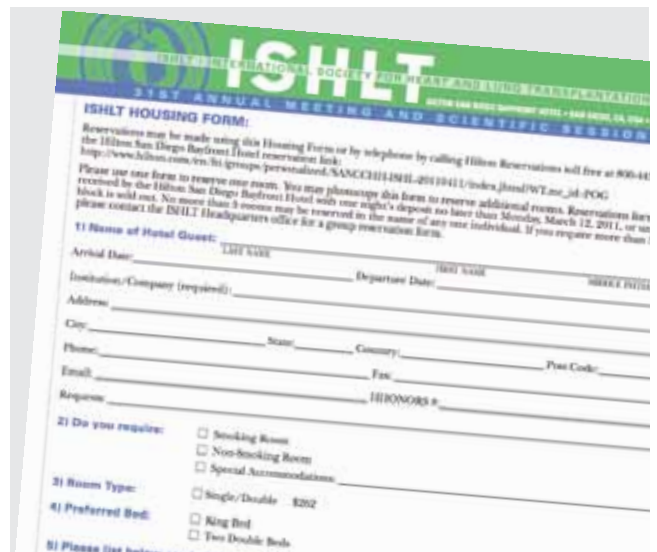 ISHLT
ISHLT • INTERNATIONAL SOCIETY FOR HEART AND LUNG TRANSPLANTATION
31ST ANNUAL MEETING AND SCIENTIFIC SESSION
ISHLT HOUSING FORM:
Reservations may be made using this Housing Form or by telephone by calling Hilton Reservations toll free at 800-445
the Hilton San Diego Bayfront Hotel reservation link:
Please use one form to reserve one room. You may photocopy this form to reserve additional rooms. Reservations form
received by the Hilton San Diego Bayfront Hotel with one night's deposit no later than Monday, March 12, 2011, or un
block is sold out. No more than 3 rooms may be reserved in the name of any one individual. If you require more than
please contact the ISHLT Headquarters office for a group reservation form.
1) Name of Hotel Guest:
LAST NAME FIRST NAME MIDDLE INITIAL
Arrival Date: Departure Date:
Institution/Company (required):
Address:
City: State: Country: Post Code:
Phone: Fax:
Email: HHONORS #:
Requests:
2) Do you require:
Smoking Room
Non-Smoking Room
Special Accommodations:
3) Room Type:
Single/Double $262
4) Preferred Bed:
King Bed
Two Double Beds
5) Please list below